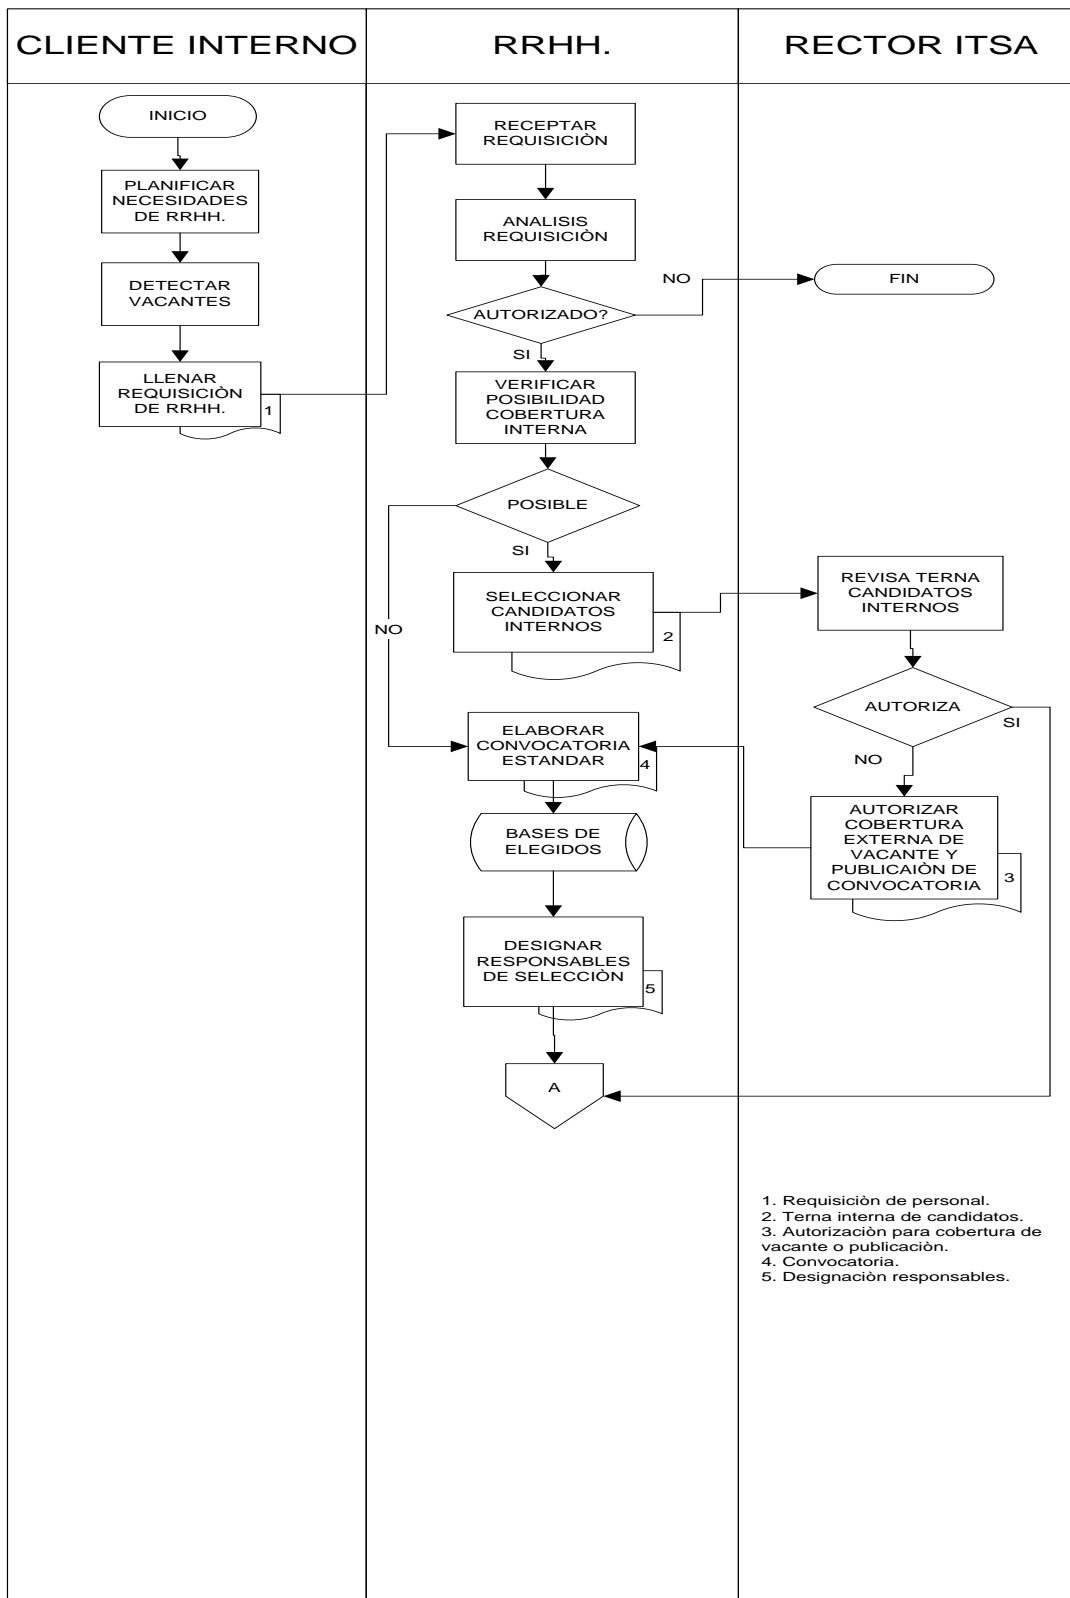 CLIENTE INTERNO
RRHH.
RECTOR ITSA
INICIO
PLANIFICAR
NECESIDADES
DE RRHH.
DETECTAR
VACANTES
LLENAR
REQUISICIÒN
DE RRHH.
1
RECEPTAR
REQUISICIÒN
ANALISIS
REQUISICIÒN
AUTORIZADO?
NO
FIN
SI
VERIFICAR
POSIBILIDAD
COBERTURA
INTERNA
POSIBLE
SI
NO
SELECCIONAR
CANDIDATOS
INTERNOS
2
REVISA TERNA
CANDIDATOS
INTERNOS
AUTORIZA
SI
NO
AUTORIZAR
COBERTURA
EXTERNA DE
VACANTE Y
PUBLICAIÒN DE
CONVOCATORIA
3
ELABORAR
CONVOCATORIA
ESTANDAR
4
BASES DE
ELEGIDOS
DESIGNAR
RESPONSABLES
DE SELECCIÒN
5
A
1. Requisiciòn de personal.
2. Terna interna de candidatos.
3. Autorizaciòn para cobertura de
vacante o publicaciòn.
4. Convocatoria.
5. Designaciòn responsables.